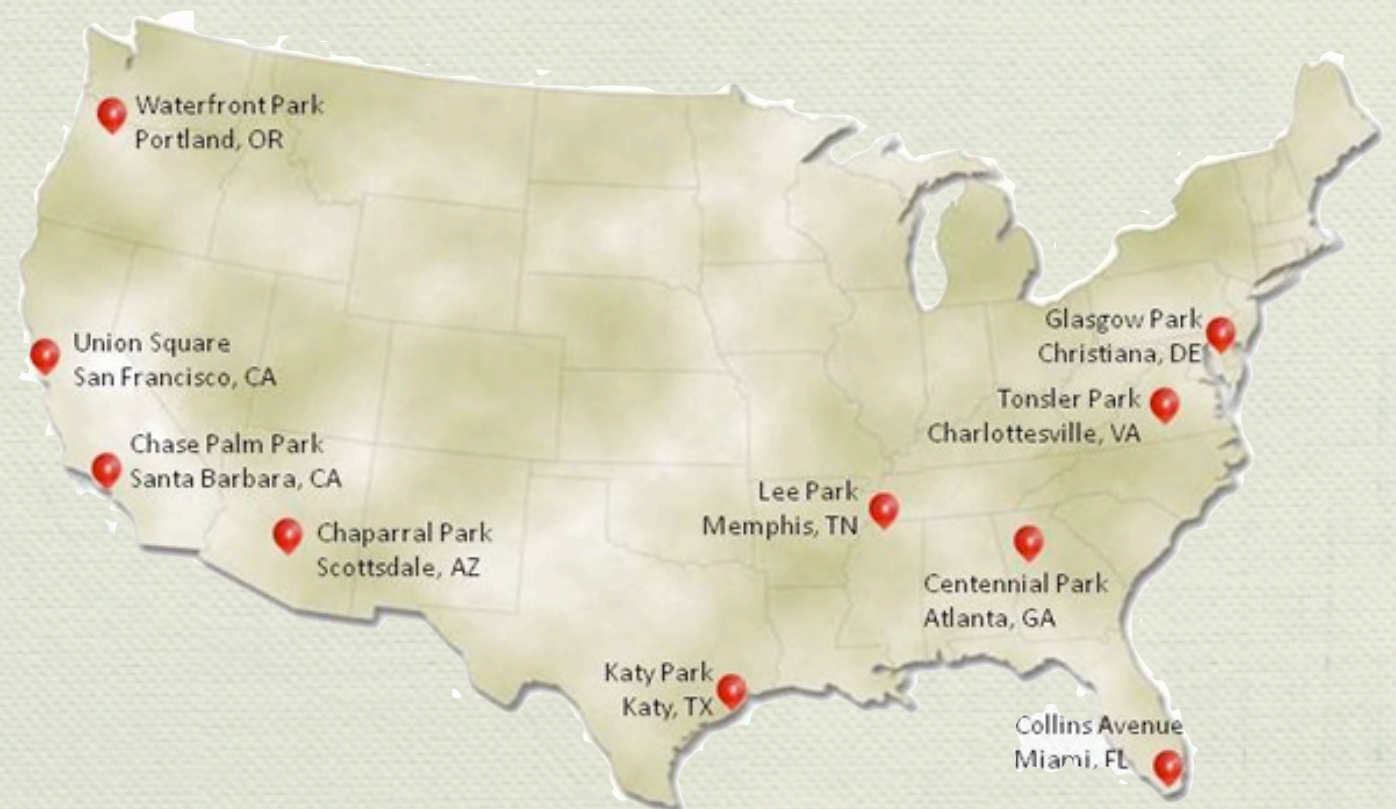 Waterfront Park
Portland, OR
Union Square
San Francisco, CA
Chase Palm Park
Santa Barbara, CA
Chaparral Park
Scottsdale, AZ
Glasgow Park
Christiana, DE
Tonsler Park
Charlottesville, VA
Lee Park
Memphis, TN
Centennial Park
Atlanta, GA
Katy Park
Katy, TX
Collins Avenue
Miami, FL